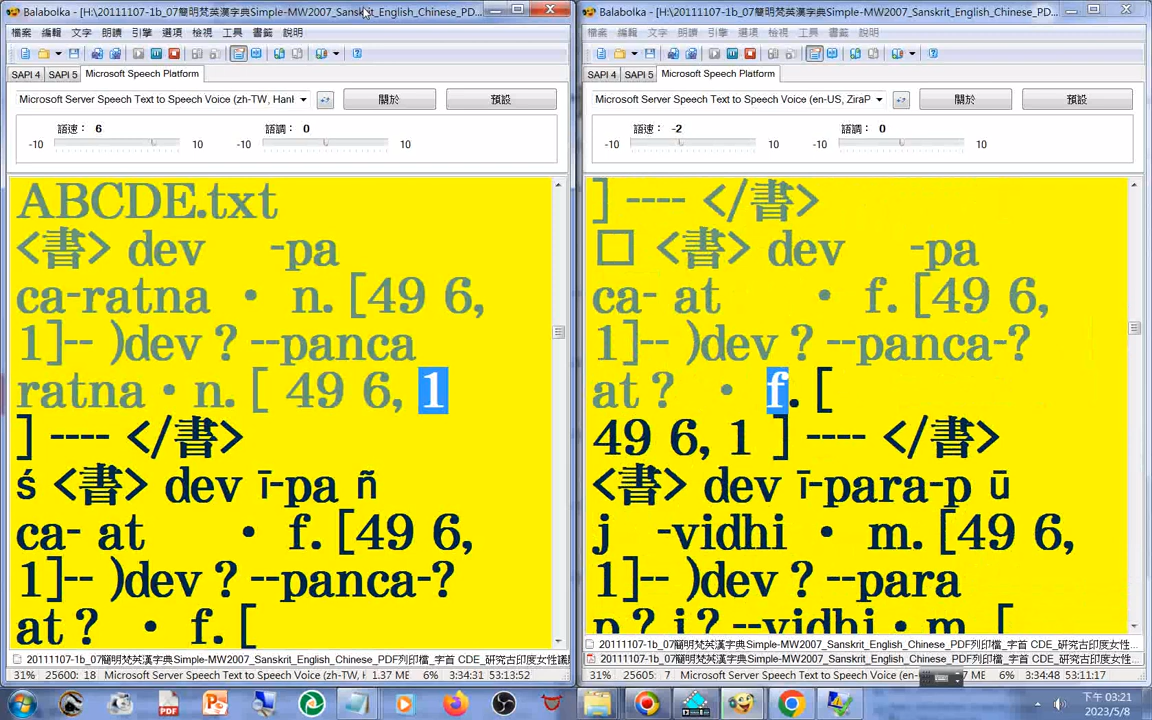 Balabolka - [H:\20111107-1b_07簡明梵英漢字典Simple-MW2007_Sanskrit_English_Chinese_PD...
檔案 編輯 文字 朗讀 引擎 選項 檢視 工具 書籤 說明
SAPI 4 SAPI 5 Microsoft Speech Platform
Microsoft Server Speech Text to Speech Voice (zh-TW, Hanl
關於 預設
語速： 6 語調： 0
-10 10 -10 10
ABCDE.txt
<書> dev -pa
ca-ratna • n. [49 6,
1]-- )dev ? --panca
ratna • n. [ 49 6, 1
] ---- </書>
ś <書> dev ī-pa ñ
ca- at • f. [49 6,
1]-- )dev ? --panca-?
at ? • f. [
20111107-1b_07簡明梵英漢字典Simple-MW2007_Sanskrit_English_Chinese_PDF列印檔_字首 CDE_研究古印度女性議
31% 25600: 18 Microsoft Server Speech Text to Speech Voice (zh-TW, H 1.37 ME 6% 3:34:31 53:13:52
Balabolka - [H:\20111107-1b_07簡明梵英漢字典Simple-MW2007_Sanskrit_English_Chinese_PD...
檔案 編輯 文字 朗讀 引擎 選項 檢視 工具 書籤 說明
SAPI 4 SAPI 5 Microsoft Speech Platform
Microsoft Server Speech Text to Speech Voice (en-US, ZiraP
關於 預設
語速： -2 語調： 0
-10 10 -10 10
] ---- </書>
□ <書> dev -pa
ca- at • f. [49 6,
1]-- )dev ? --panca-?
at ? • f. [
49 6, 1 ] ---- </書>
<書> dev ī-para-p ū
j -vidhi • m. [49 6,
1]-- )dev ? --para
p ? j ? --vidhi • m. [
20111107-1b_07簡明梵英漢字典Simple-MW2007_Sanskrit_English_Chinese_PDF列印檔_字首 CDE_研究古印度女性
20111107-1b_07簡明梵英漢字典Simple-MW2007_Sanskrit_English_Chinese_PDF列印檔_字首 CDE_研究古印度女性
31% 25605: 7 Microsoft Server Speech Text to Speech Voice (en-U ME 6% 3:34:48 53:11:17
下午 03:21
2023/5/8